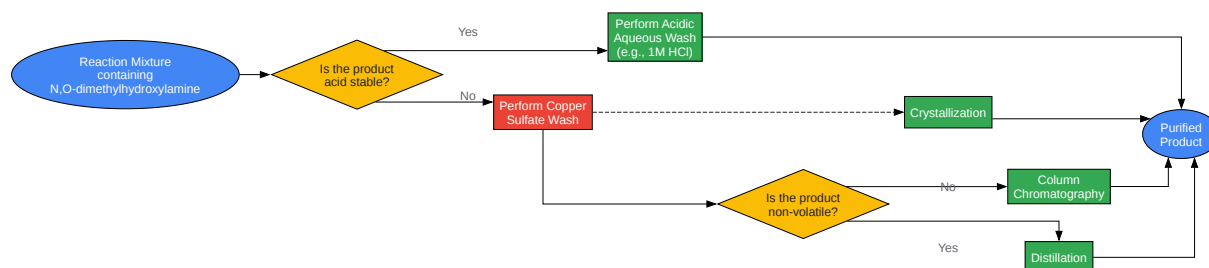 Reaction Mixture
containing
N,O-dimethylhydroxylamine
Is the product
acid stable?
Yes
Perform Acidic
Aqueous Wash
(e.g., 1M HCl)
No
Perform Copper
Sulfate Wash
Crystallization
Purified
Product
Is the product
non-volatile?
No
Column
Chromatography
Yes
Distillation